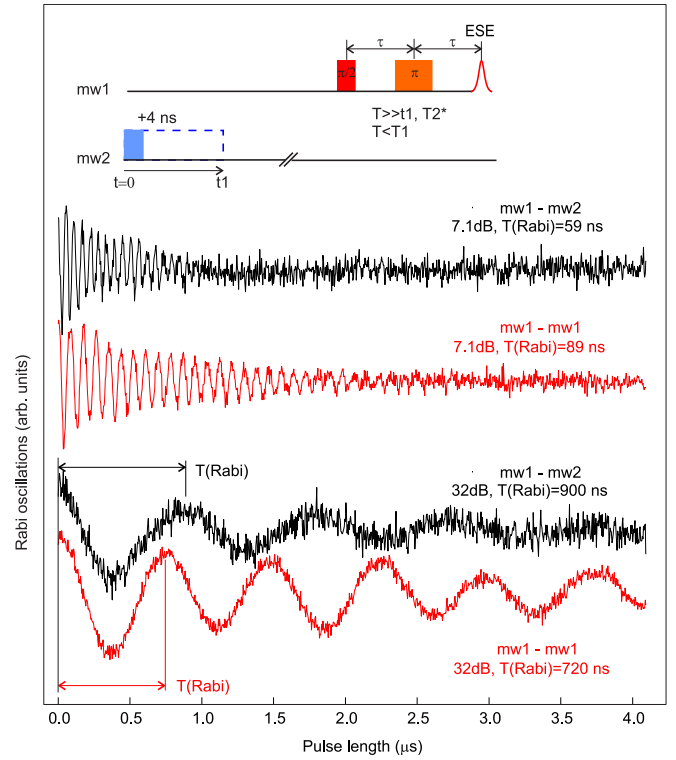 ESE
τ τ
π/2 π
mw1
T>>t1, T2*
T<T1
+4 ns
mw2
t=0 t1
mw1 - mw2
7.1dB, T(Rabi)=59 ns
mw1 - mw1
7.1dB, T(Rabi)=89 ns
T(Rabi)
mw1 - mw2
32dB, T(Rabi)=900 ns
mw1 - mw1
32dB, T(Rabi)=720 ns
T(Rabi)
Rabi oscillations (arb. units)
0.0 0.5 1.0 1.5 2.0 2.5 3.0 3.5 4.0
Pulse length (μs)